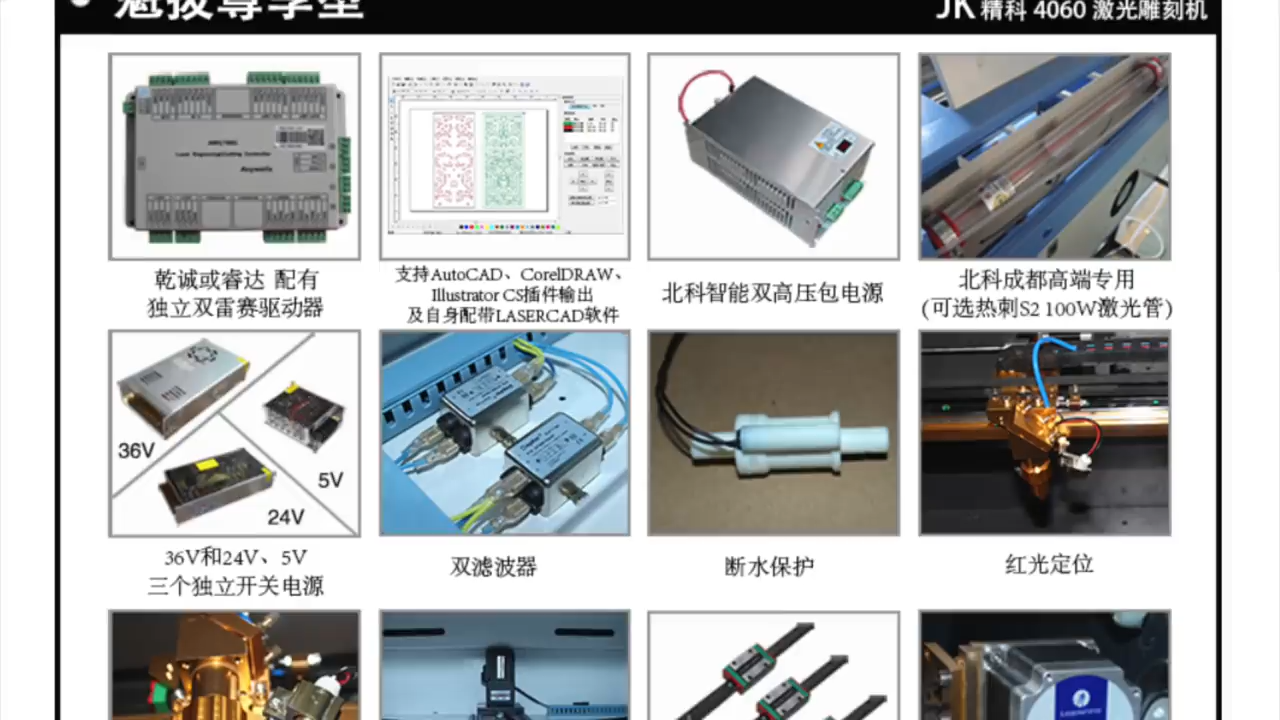 魁拔尊享型
JK 精科 4060 激光雕刻机
乾诚或睿达 配有
独立双雷赛驱动器
支持AutoCAD、CorelDRAW、
Illustrator CS插件输出
及自身配带LASERCAD软件
北科智能双高压包电源
北科成都高端专用
(可选热刺S2 100W激光管)
36V
5V
24V
36V和24V、5V
三个独立开关电源
双滤波器
断水保护
红光定位